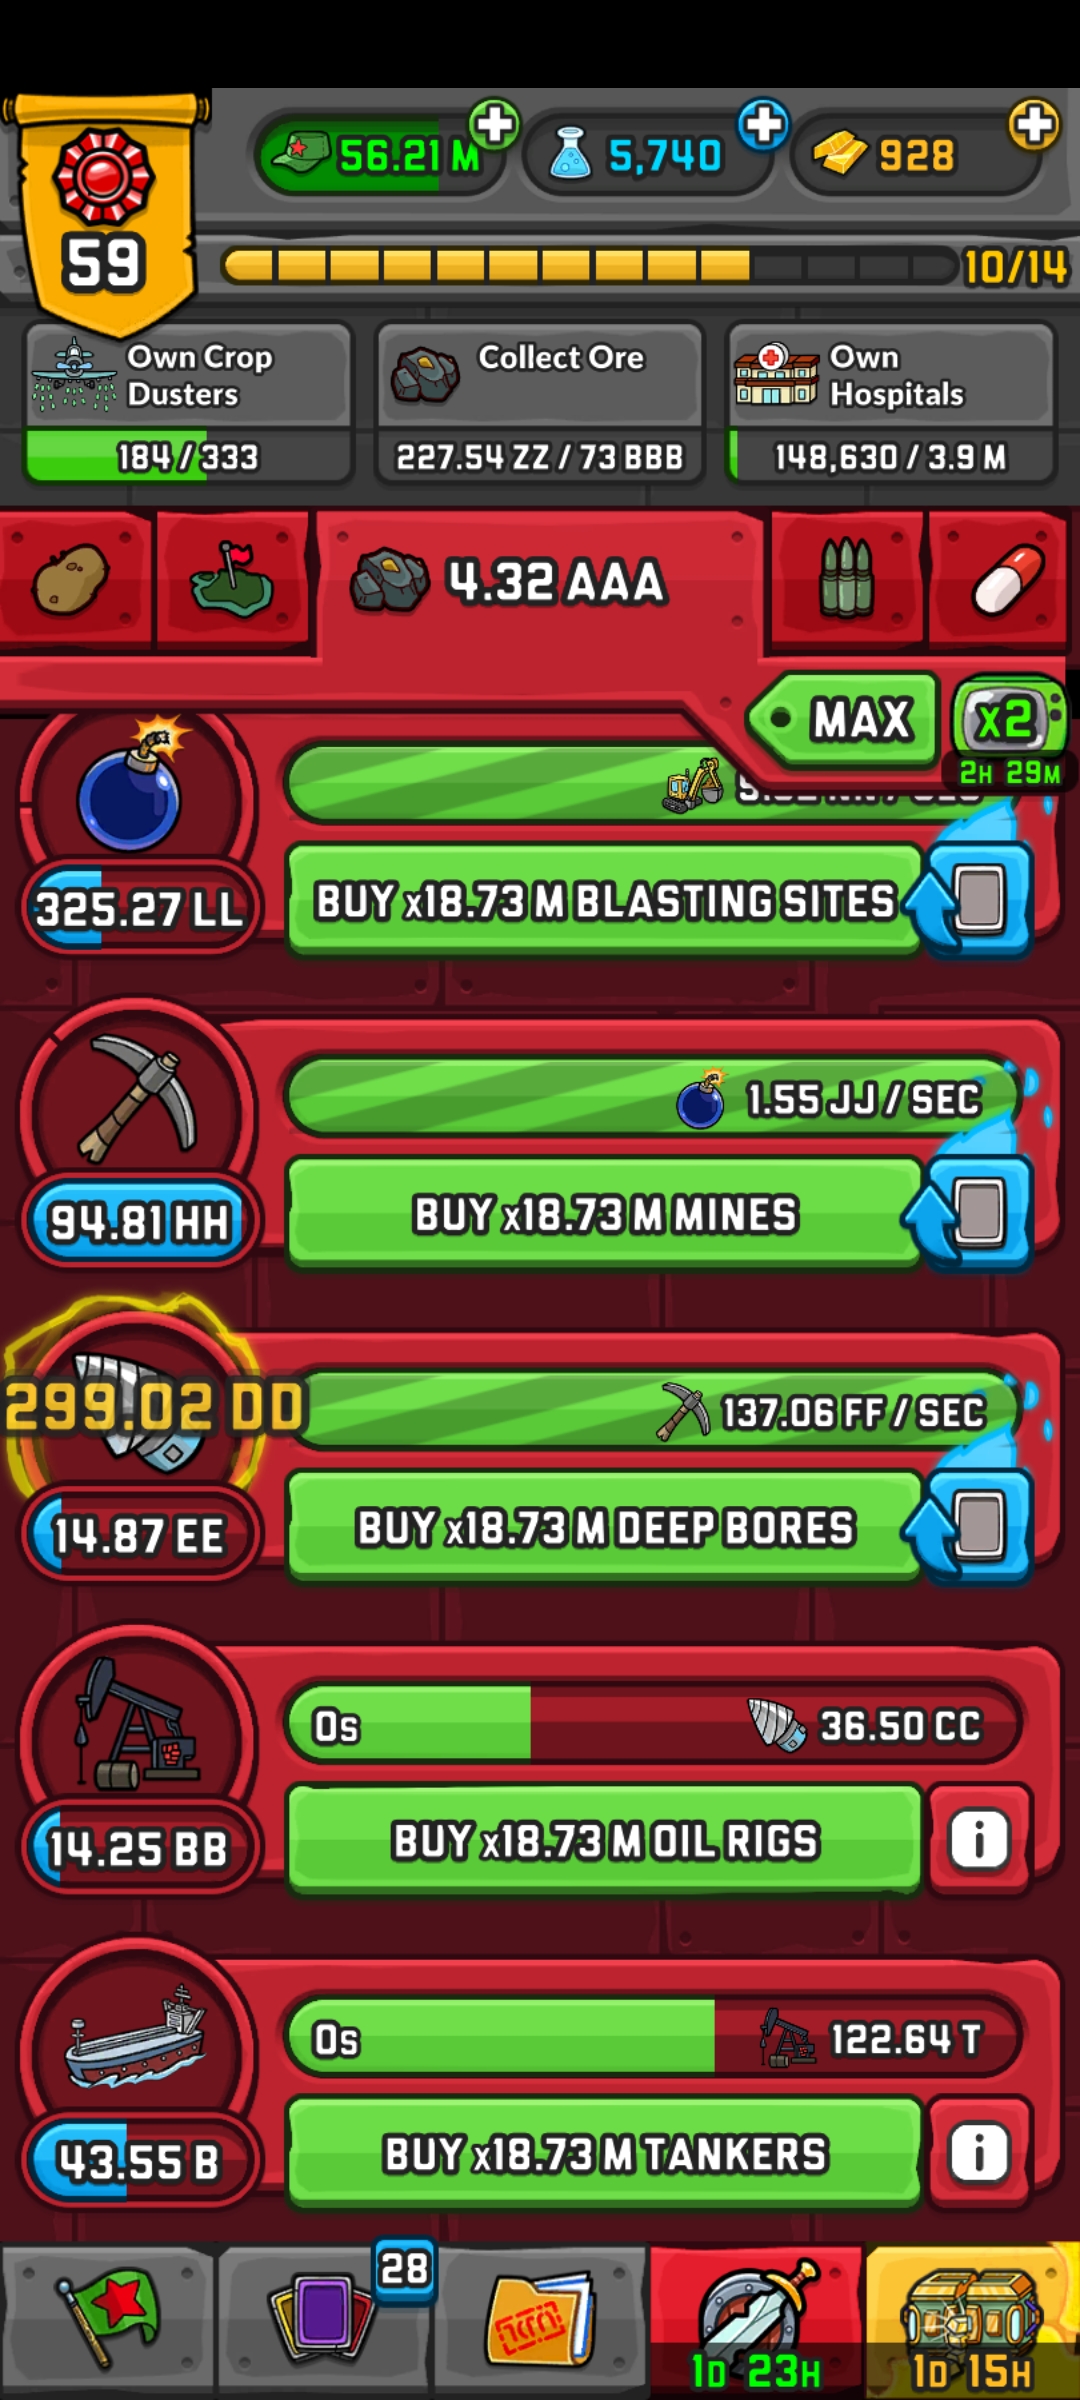 56.21 M
5,740
928
59
10/14
Own Crop
Dusters
184 / 333
Collect Ore
227.54 ZZ / 73 BBB
Own
Hospitals
148,630 / 3.9 M
4.32 AAA
MAX
x2
2H 29M
325.27 LL
BUY x18.73 M BLASTING SITES
1.55 JJ / SEC
94.81 HH
BUY x18.73 M MINES
299.02 DD
137.06 FF / SEC
14.87 EE
BUY x18.73 M DEEP BORES
0s
36.50 CC
14.25 BB
BUY x18.73 M OIL RIGS
i
0s
122.64 T
43.55 B
BUY x18.73 M TANKERS
i
28
1D 23H
1D 15H